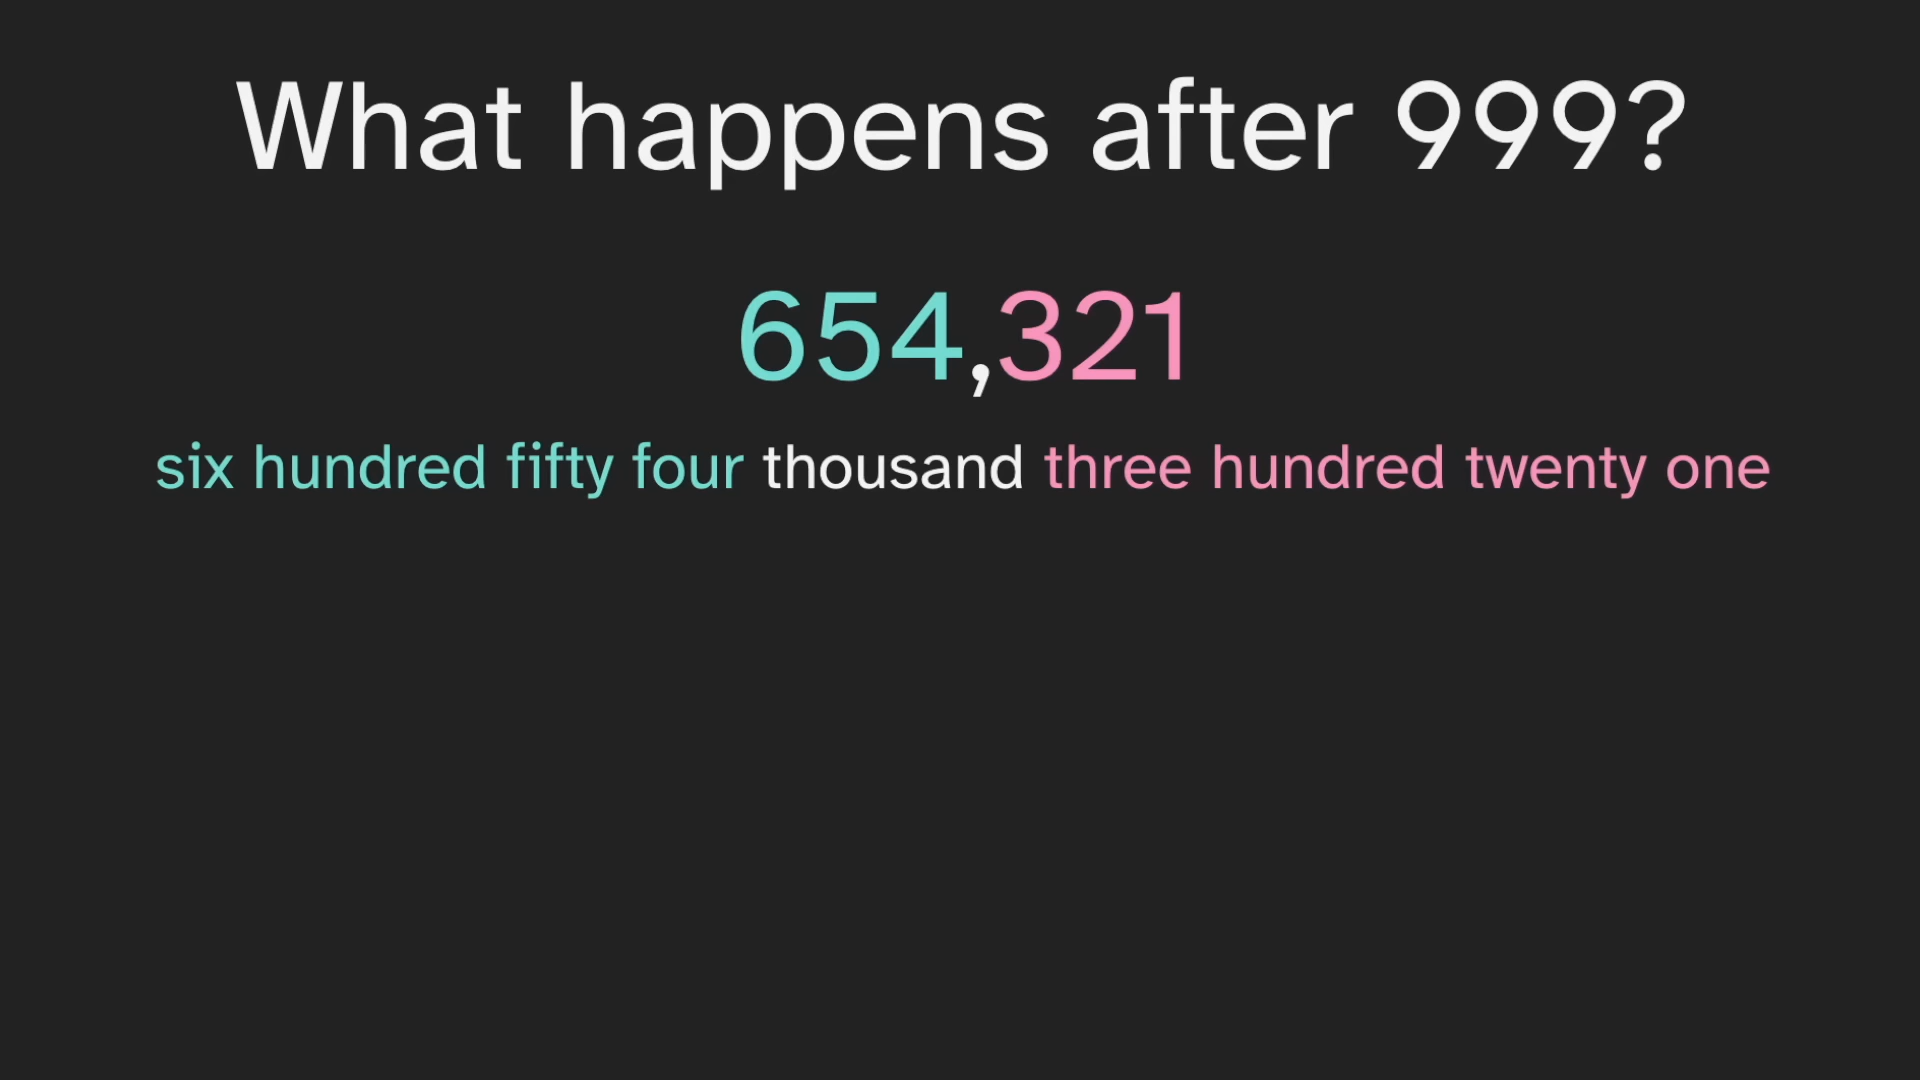 What happens after 999?
654,321
six hundred fifty four thousand three hundred twenty one